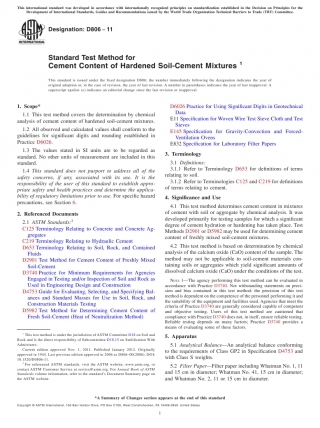 This international standard was developed in accordance with internationally recognized principles on standardization established in the Decision on Principles for the
Development of International Standards, Guides and Recommendations issued by the World Trade Organization Technical Barriers to Trade (TBT) Committee.
Designation: D806 − 11
Standard Test Method for
Cement Content of Hardened Soil-Cement Mixtures 1
This standard is issued under the fixed designation D806; the number immediately following the designation indicates the year of
original adoption or, in the case of revision, the year of last revision. A number in parentheses indicates the year of last reapproval. A
superscript epsilon (ε) indicates an editorial change since the last revision or reapproval.
1. Scope*
1.1 This test method covers the determination by chemical
analysis of cement content of hardened soil-cement mixtures.
1.2 All observed and calculated values shall conform to the
guidelines for significant digits and rounding established in
Practice D6026.
1.3 The values stated in SI units are to be regarded as
standard. No other units of measurement are included in this
standard.
1.4 This standard does not purport to address all of the
safety concerns, if any, associated with its use. It is the
responsibility of the user of this standard to establish appro-
priate safety and health practices and determine the applica-
bility of regulatory limitations prior to use. For specific hazard
precautions, see Section 6.
2. Referenced Documents
2.1 ASTM Standards:2
C125 Terminology Relating to Concrete and Concrete Ag-
gregates
C219 Terminology Relating to Hydraulic Cement
D653 Terminology Relating to Soil, Rock, and Contained
Fluids
D2901 Test Method for Cement Content of Freshly Mixed
Soil-Cement
D3740 Practice for Minimum Requirements for Agencies
Engaged in Testing and/or Inspection of Soil and Rock as
Used in Engineering Design and Construction
D4753 Guide for Evaluating, Selecting, and Specifying Bal-
ances and Standard Masses for Use in Soil, Rock, and
Construction Materials Testing
D5982 Test Method for Determining Cement Content of
Fresh Soil-Cement (Heat of Neutralization Method)
1 This test method is under the jurisdiction of ASTM Committee D18 on Soil and
Rock and is the direct responsibility of Subcommittee D18.15 on Stabilization With
Admixtures.
Current edition approved Nov. 1, 2011. Published January 2012. Originally
2 For referenced ASTM standards, visit the ASTM website, www.astm.org, or
contact ASTM Customer Service at service@astm.org. For Annual Book of ASTM
Standards volume information, refer to the standard's Document Summary page on
the ASTM website.
D6026 Practice for Using Significant Digits in Geotechnical
Data
E11 Specification for Woven Wire Test Sieve Cloth and Test
Sieves
E145 Specification for Gravity-Convection and Forced-
Ventilation Ovens
E832 Specification for Laboratory Filter Papers
3. Terminology
3.1 Definitions:
3.1.1 Refer to Terminology D653 for definitions of terms
relating to soil.
3.1.2 Refer to Terminologies C125 and C219 for definitions
of terms relating to cement.
4. Significance and Use
4.1 This test method determines cement content in mixtures
of cement with soil or aggregate by chemical analysis. It was
developed primarily for testing samples for which a significant
degree of cement hydration or hardening has taken place. Test
Methods D2901 or D5982 may be used for determining cement
content of freshly mixed soil-cement mixtures.
4.2 This test method is based on determination by chemical
analysis of the calcium oxide (CaO) content of the sample. The
method may not be applicable to soil-cement materials con-
taining soils or aggregates which yield significant amounts of
dissolved calcium oxide (CaO) under the conditions of the test.
NOTE 1—The agency performing this test method can be evaluated in
accordance with Practice D3740. Not withstanding statements on preci-
sion and bias contained in this test method: the precision of this test
method is dependent on the competence of the personnel performing it and
the suitability of the equipment and facilities used. Agencies that meet the
criteria of Practice D3740 are generally considered capable of competent
and objective testing. Users of this test method are cautioned that
compliance with Practice D3740 does not, in itself, ensure reliable testing.
Reliable testing depends on many factors; Practice D3740 provides a
means of evaluating some of these factors.
5. Apparatus
5.1 Analytical Balance—An analytical balance conforming
to the requirements of Class GP2 in Specification D4753 and
with Class S weights.
5.2 Filter Paper—Filter paper including Whatman No. 1, 11
and 15 cm in diameter; Whatman No. 41, 15 cm in diameter;
and Whatman No. 2, 11 or 15 cm in diameter.
*A Summary of Changes section appears at the end of this standard
Copyright © ASTM International, 100 Barr Harbor Drive, PO Box C700, West Conshohocken, PA 19428-2959. United States
1